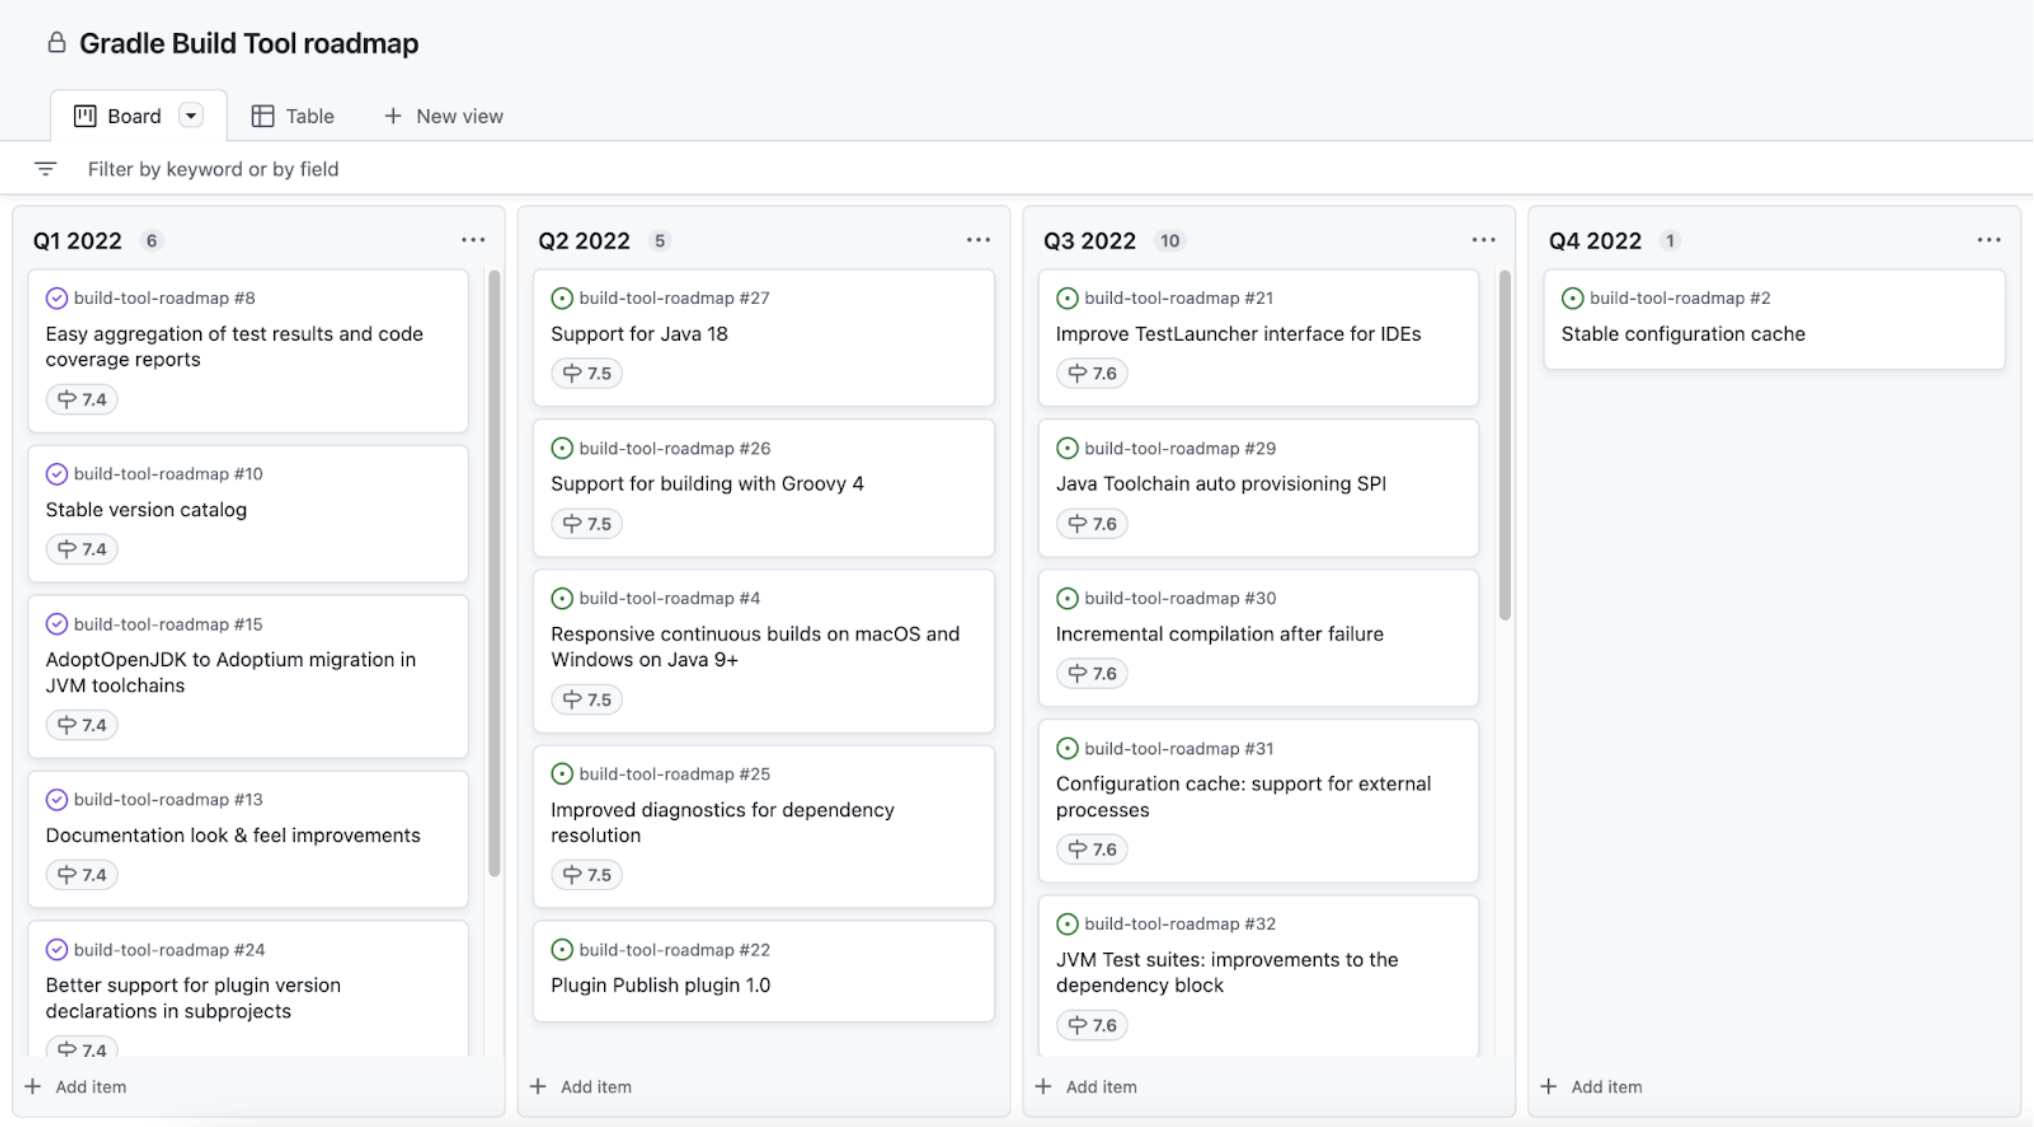 Gradle Build Tool roadmap
Board
Table
New view
Filter by keyword or by field
Q1 2022 6
build-tool-roadmap #8
Easy aggregation of test results and code
coverage reports
7.4
build-tool-roadmap #10
Stable version catalog
7.4
build-tool-roadmap #15
AdoptOpenJDK to Adoptium migration in
JVM toolchains
7.4
build-tool-roadmap #13
Documentation look & feel improvements
7.4
build-tool-roadmap #24
Better support for plugin version
declarations in subprojects
7.4
Add item
Q2 2022 5
build-tool-roadmap #27
Support for Java 18
7.5
build-tool-roadmap #26
Support for building with Groovy 4
7.5
build-tool-roadmap #4
Responsive continuous builds on macOS and
Windows on Java 9+
7.5
build-tool-roadmap #25
Improved diagnostics for dependency
resolution
7.5
build-tool-roadmap #22
Plugin Publish plugin 1.0
Add item
Q3 2022 10
build-tool-roadmap #21
Improve TestLauncher interface for IDEs
7.6
build-tool-roadmap #29
Java Toolchain auto provisioning SPI
7.6
build-tool-roadmap #30
Incremental compilation after failure
7.6
build-tool-roadmap #31
Configuration cache: support for external
processes
7.6
build-tool-roadmap #32
JVM Test suites: improvements to the
dependency block
7.6
Add item
Q4 2022 1
build-tool-roadmap #2
Stable configuration cache
Add item